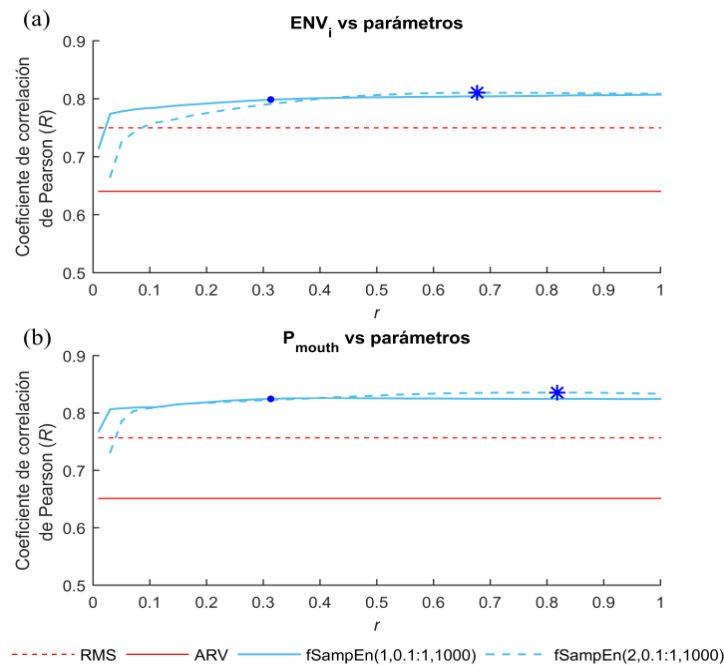 (a)
ENVi vs parámetros
Coeficiente de correlación
de Pearson (R)
0.9
0.8
0.7
0.6
0.5
0 0.1 0.2 0.3 0.4 0.5 0.6 0.7 0.8 0.9 1
r
(b)
Pmouth vs parámetros
Coeficiente de correlación
de Pearson (R)
0.9
0.8
0.7
0.6
0.5
0 0.1 0.2 0.3 0.4 0.5 0.6 0.7 0.8 0.9 1
r
RMS ARV fSampEn(1,0.1:1,1000) fSampEn(2,0.1:1,1000)